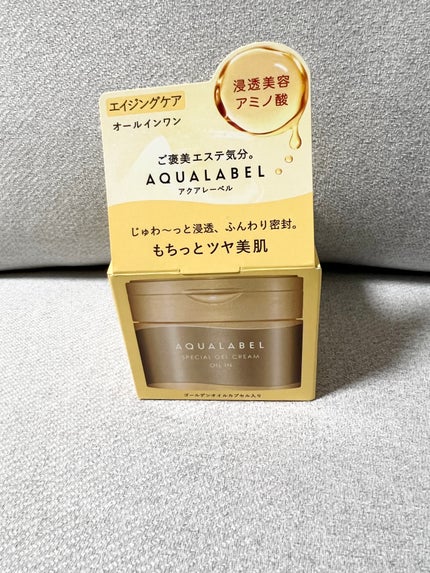 エイジングケア
オールインワン
浸透美容
アミノ酸
ご褒美エステ気分。
AQUALABEL
アクアレーベル
じゅわ〜っと浸透、ふんわり密封。
もちっとツヤ美肌
AQUALABEL
SPECIAL GEL CREAM
OIL IN
ゴールデンオイルカプセル入り